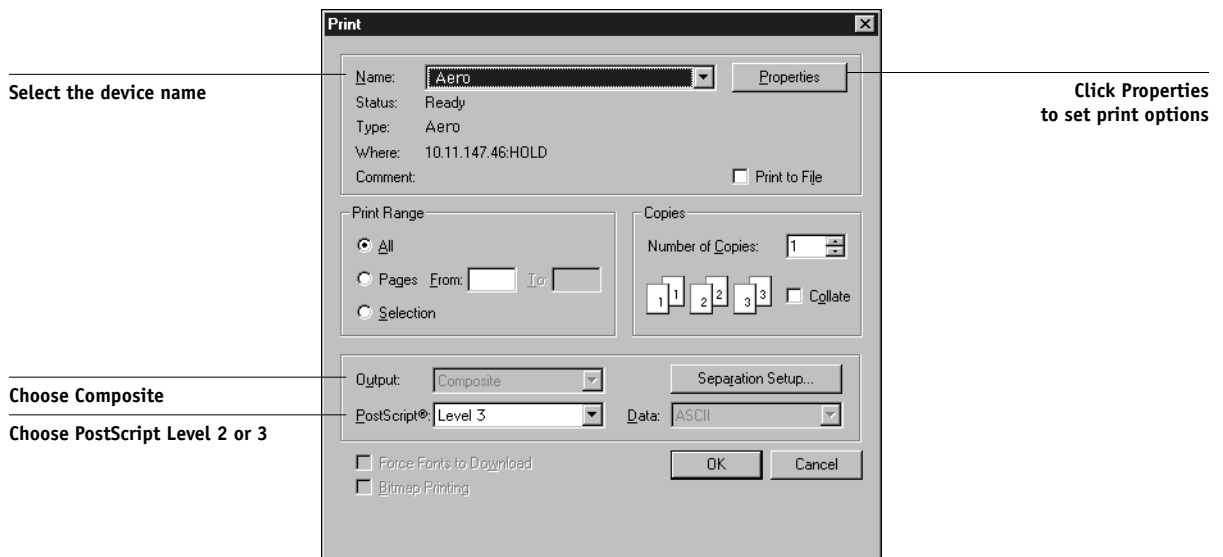 Print
Name: Aero Properties
Select the device name
Click Properties
to set print options
Status: Ready
Type: Aero
Where: 10.11.147.46:HOLD
Comment: Print to File
Print Range
All
Pages From: To:
Selection
Copies
Number of Copies: 1
1 1 2 2 3 3 Collate
Output: Composite Separation Setup...
Choose Composite
PostScript®: Level 3 Data: ASCII
Choose PostScript Level 2 or 3
Force Fonts to Download
Bitmap Printing
OK Cancel